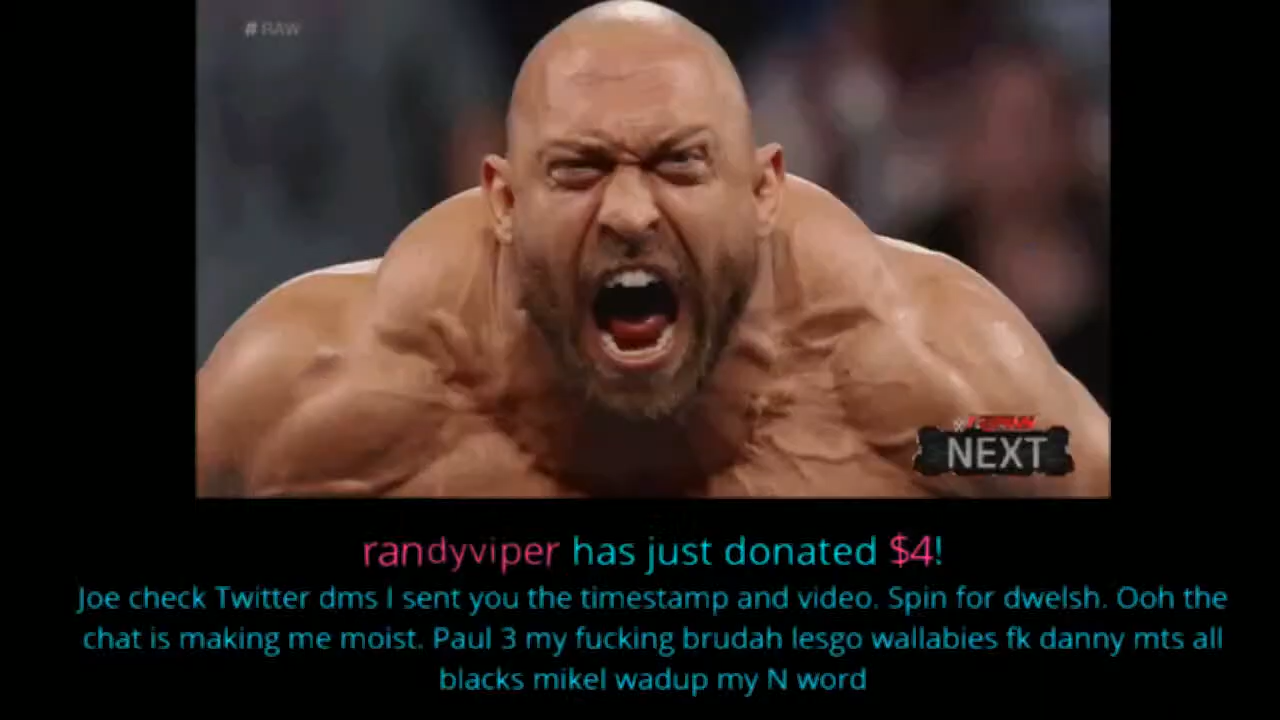 # RAW
RAW
NEXT
randyviper has just donated $4!
Joe check Twitter dms I sent you the timestamp and video. Spin for dwelsh. Ooh the
chat is making me moist. Paul 3 my fucking brudah lesgo wallabies fk danny mts all
blacks mikel wadup my N word